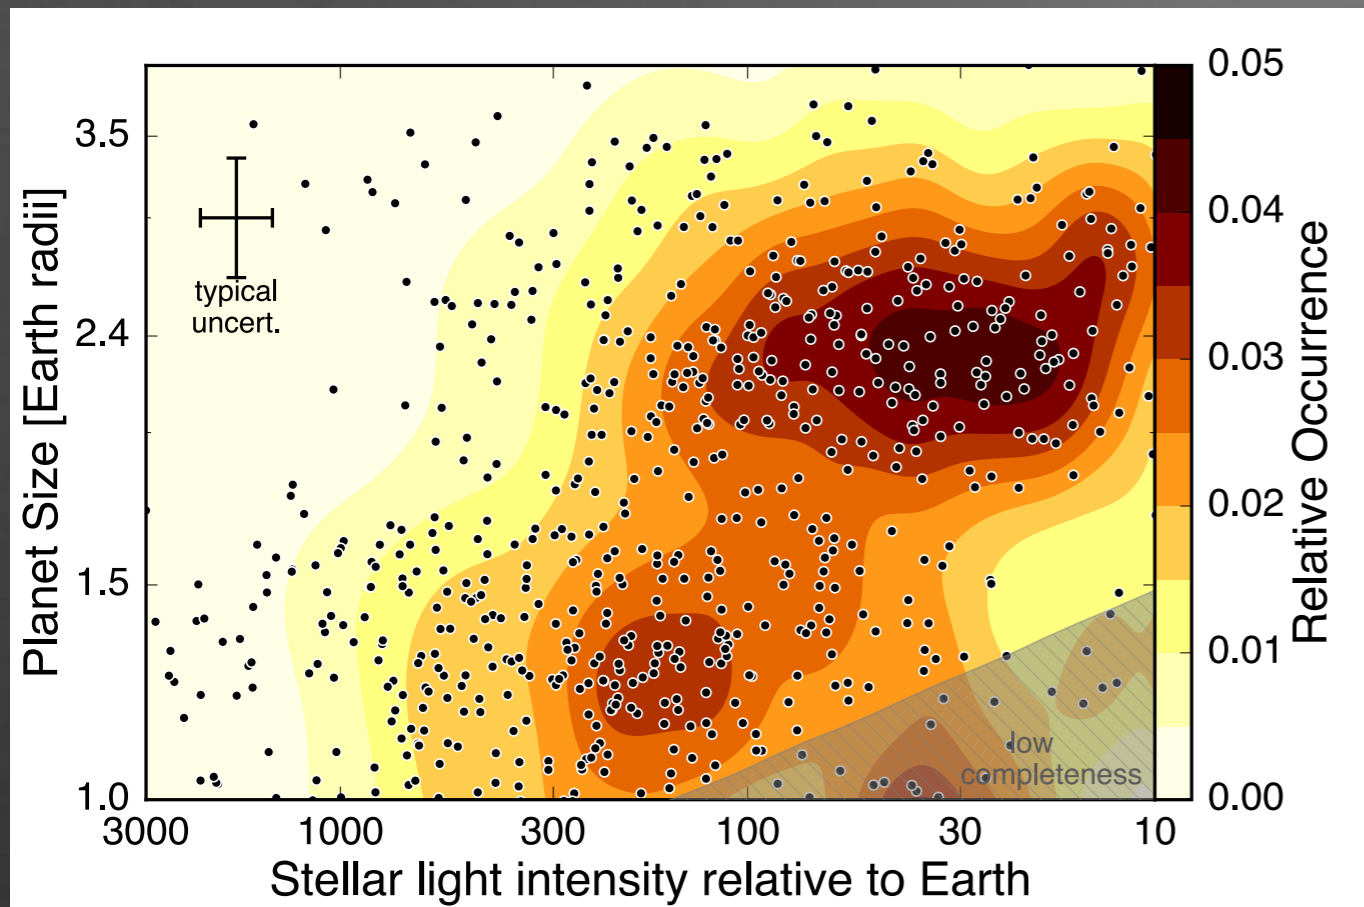 0.05
3.5
0.04
typical
uncert.
0.03
2.4
0.02
1.5
0.01
low
completeness
1.0
0.00
3000
1000
300
100
30
10
Stellar light intensity relative to Earth
Planet Size [Earth radii]
Relative Occurrence